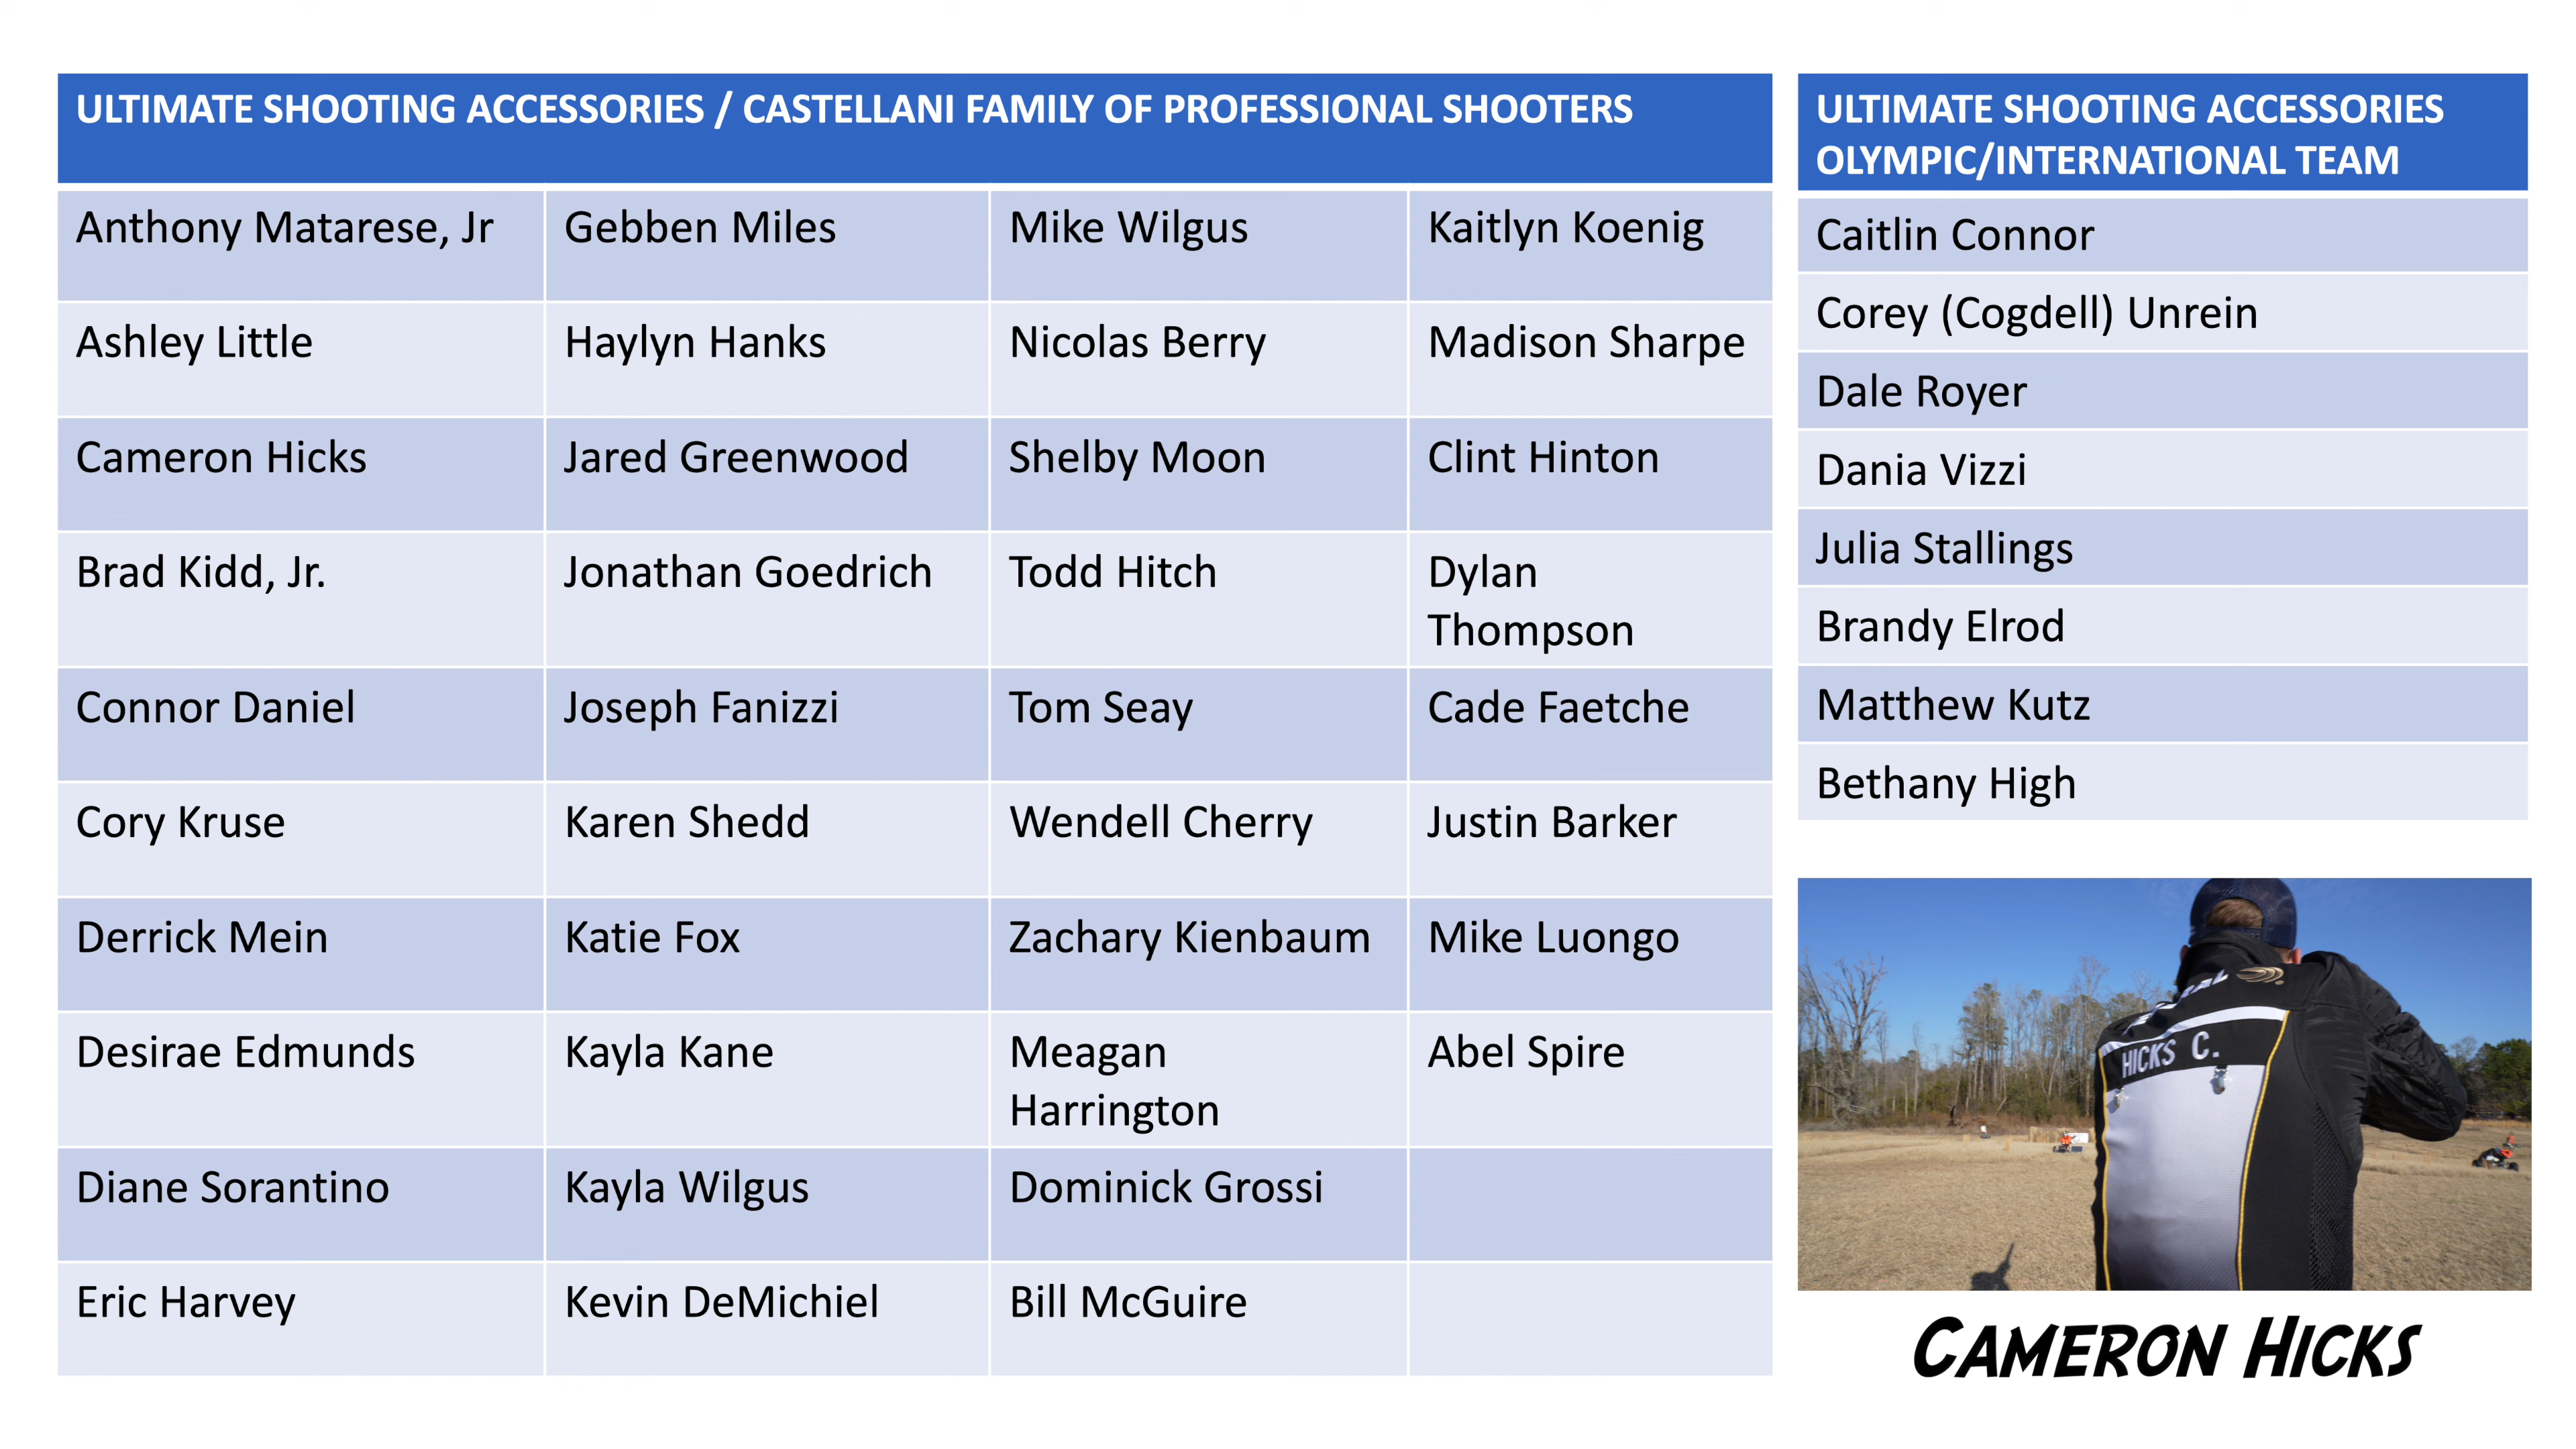 ULTIMATE SHOOTING ACCESSORIES / CASTELLANI FAMILY OF PROFESSIONAL SHOOTERS
Anthony Matarese, Jr Gebben Miles Mike Wilgus Kaitlyn Koenig
Ashley Little Haylyn Hanks Nicolas Berry Madison Sharpe
Cameron Hicks Jared Greenwood Shelby Moon Clint Hinton
Brad Kidd, Jr. Jonathan Goedrich Todd Hitch Dylan
Thompson
Connor Daniel Joseph Fanizzi Tom Seay Cade Faetche
Cory Kruse Karen Shedd Wendell Cherry Justin Barker
Derrick Mein Katie Fox Zachary Kienbaum Mike Luongo
Desirae Edmunds Kayla Kane Meagan Abel Spire
Harrington
Diane Sorantino Kayla Wilgus Dominick Grossi
Eric Harvey Kevin DeMichiel Bill McGuire
ULTIMATE SHOOTING ACCESSORIES
OLYMPIC/INTERNATIONAL TEAM
Caitlin Connor
Corey (Cogdell) Unrein
Dale Royer
Dania Vizzi
Julia Stallings
Brandy Elrod
Matthew Kutz
Bethany High
HICKS C.
CAMERON HICKS